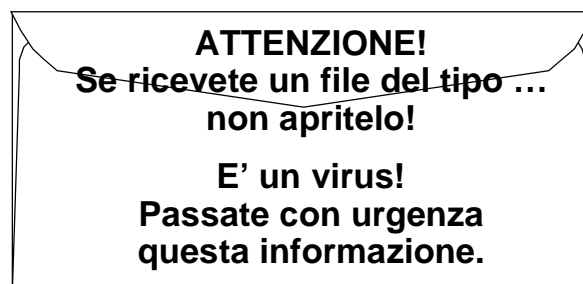 ATTENZIONE!
Se ricevete un file del tipo …
non apritelo!
E’ un virus!
Passate con urgenza
questa informazione.